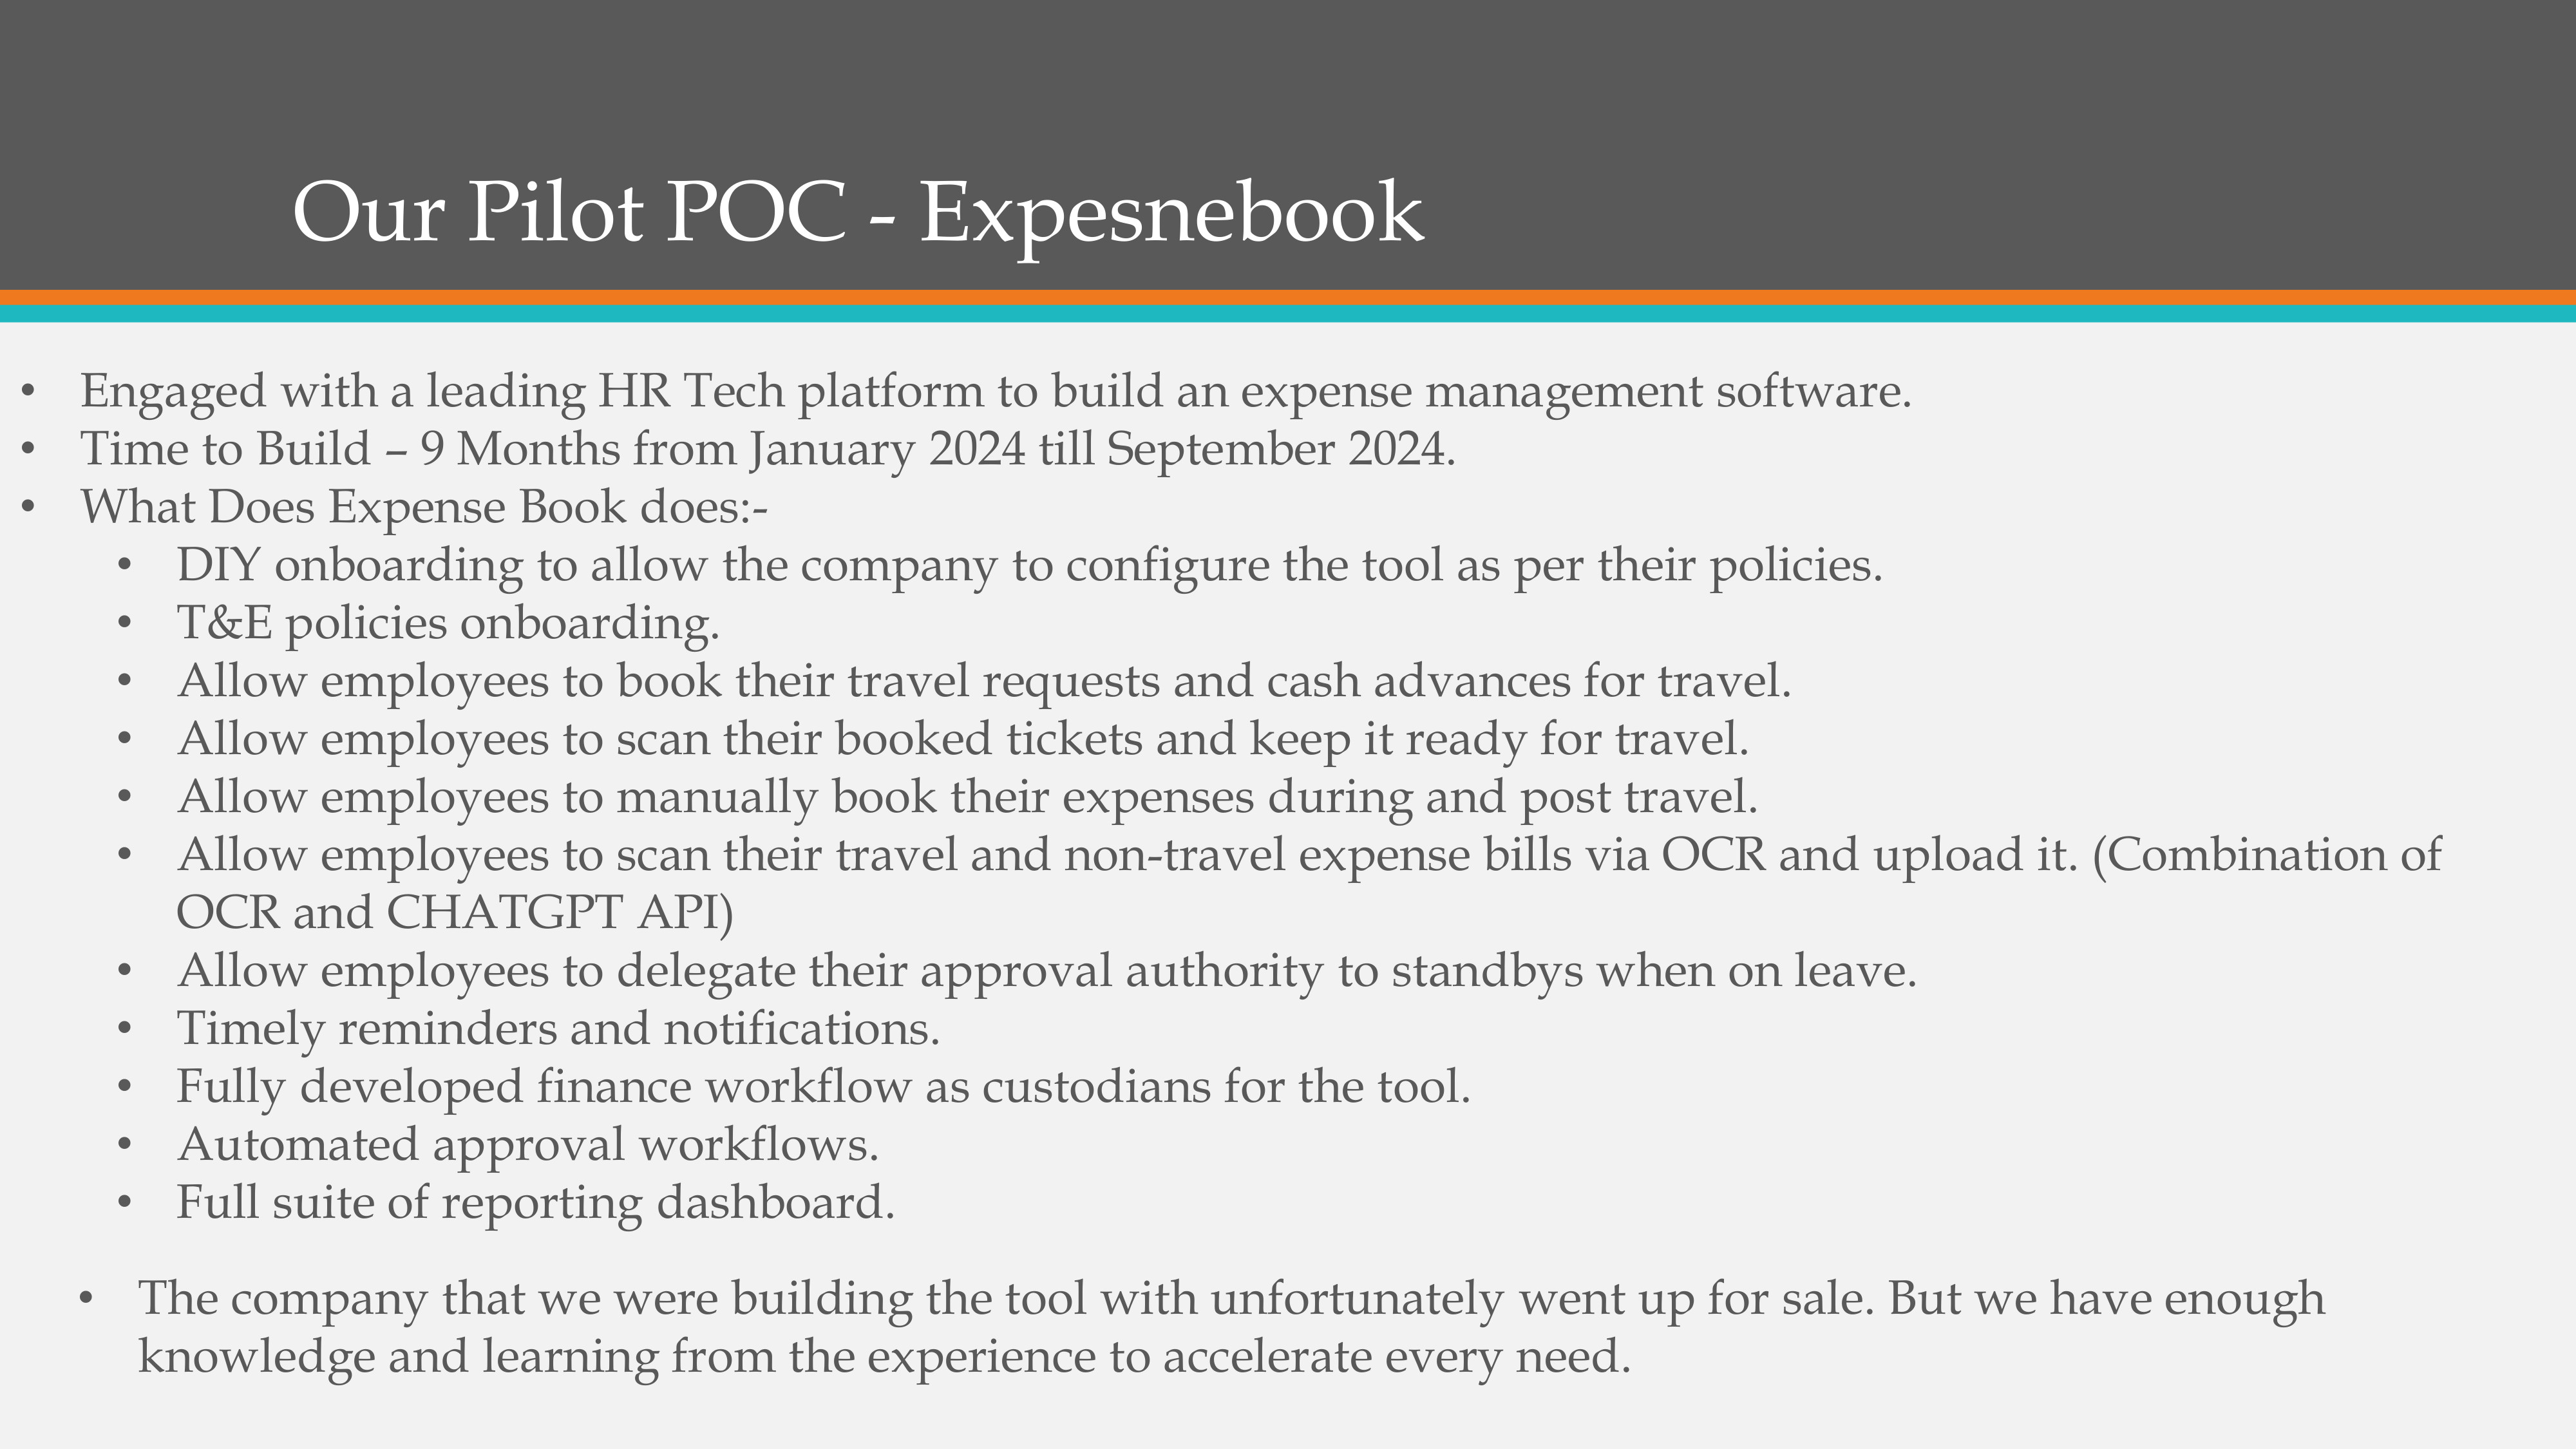 Our Pilot POC - Expesnebook
• Engaged with a leading HR Tech platform to build an expense management software.
• Time to Build – 9 Months from January 2024 till September 2024.
• What Does Expense Book does:-
• DIY onboarding to allow the company to configure the tool as per their policies.
• T&E policies onboarding.
• Allow employees to book their travel requests and cash advances for travel.
• Allow employees to scan their booked tickets and keep it ready for travel.
• Allow employees to manually book their expenses during and post travel.
• Allow employees to scan their travel and non-travel expense bills via OCR and upload it. (Combination of
OCR and CHATGPT API)
• Allow employees to delegate their approval authority to standbys when on leave.
• Timely reminders and notifications.
• Fully developed finance workflow as custodians for the tool.
• Automated approval workflows.
• Full suite of reporting dashboard.
• The company that we were building the tool with unfortunately went up for sale. But we have enough
knowledge and learning from the experience to accelerate every need.